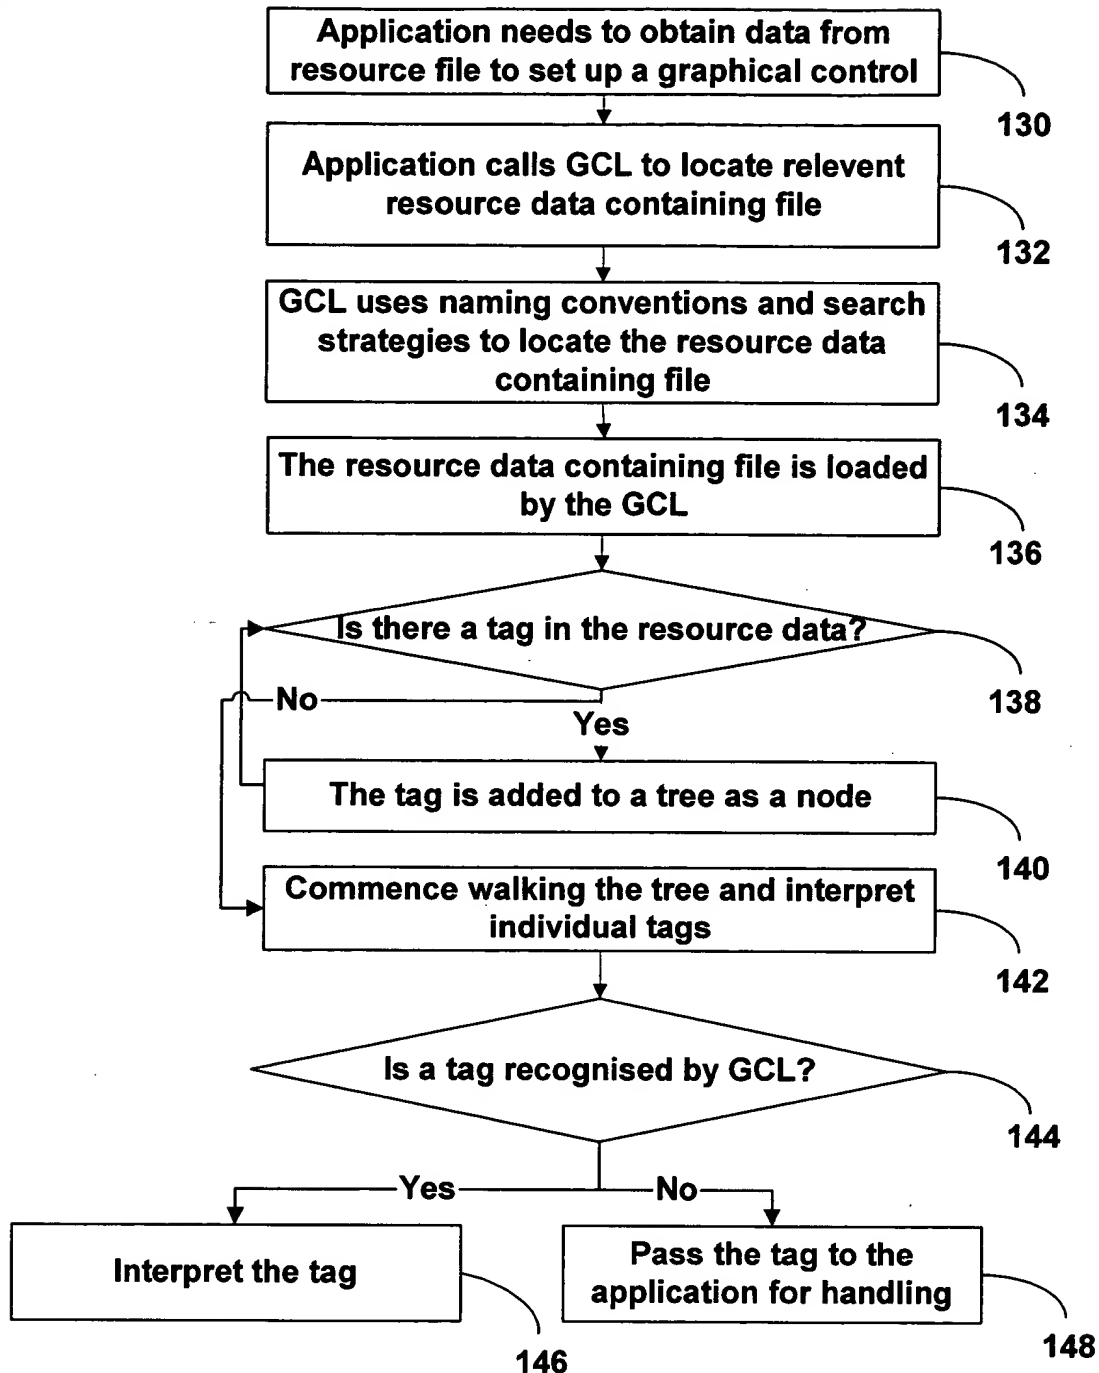 Application needs to obtain data from
resource file to set up a graphical control
130
Application calls GCL to locate relevent
resource data containing file
132
GCL uses naming conventions and search
strategies to locate the resource data
containing file
134
The resource data containing file is loaded
by the GCL
136
Is there a tag in the resource data?
138
No
Yes
The tag is added to a tree as a node
140
Commence walking the tree and interpret
individual tags
142
Is a tag recognised by GCL?
144
Yes
No
Interpret the tag
146
Pass the tag to the
application for handling
148